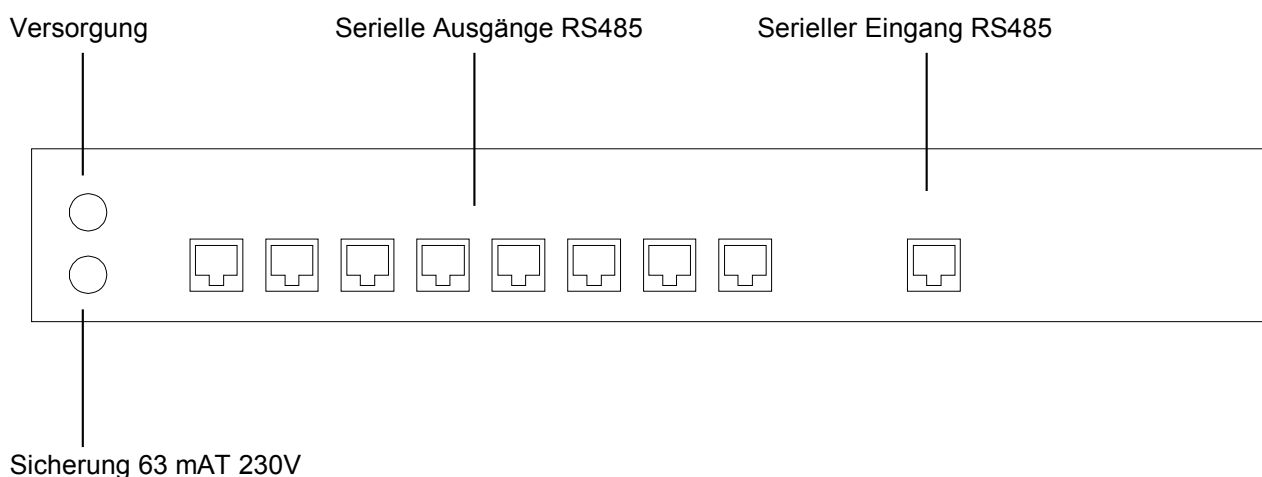 Versorgung
Serielle Ausgänge RS485
Serieller Eingang RS485
Sicherung 63 mAT 230V